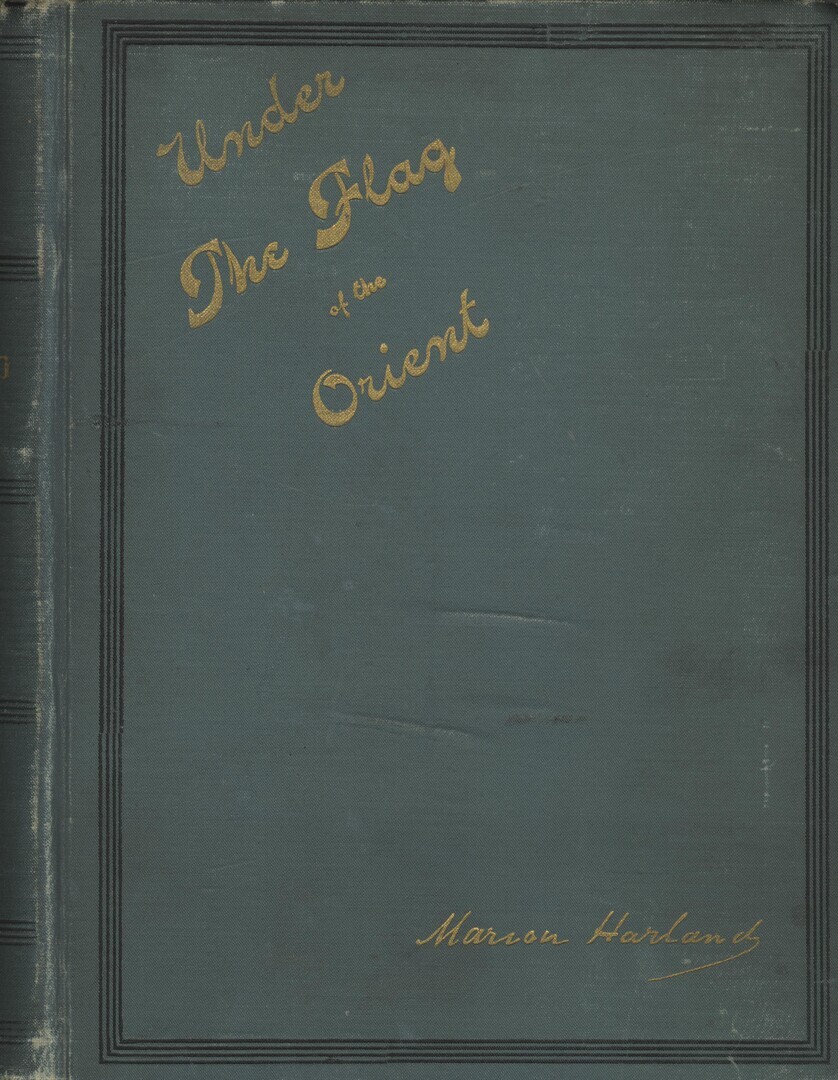 Under
The Flag
of the
Orient
Marion Harland